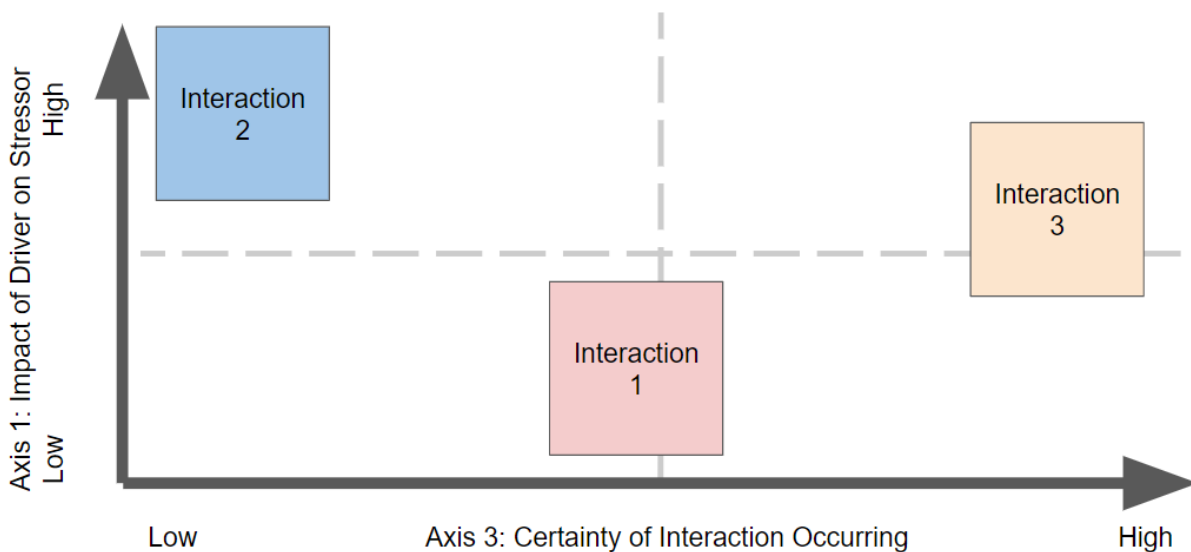 Axis 1: Impact of Driver on Stressor
High
Low
Interaction
2
Interaction
3
Interaction
1
Low
Axis 3: Certainty of Interaction Occurring
High